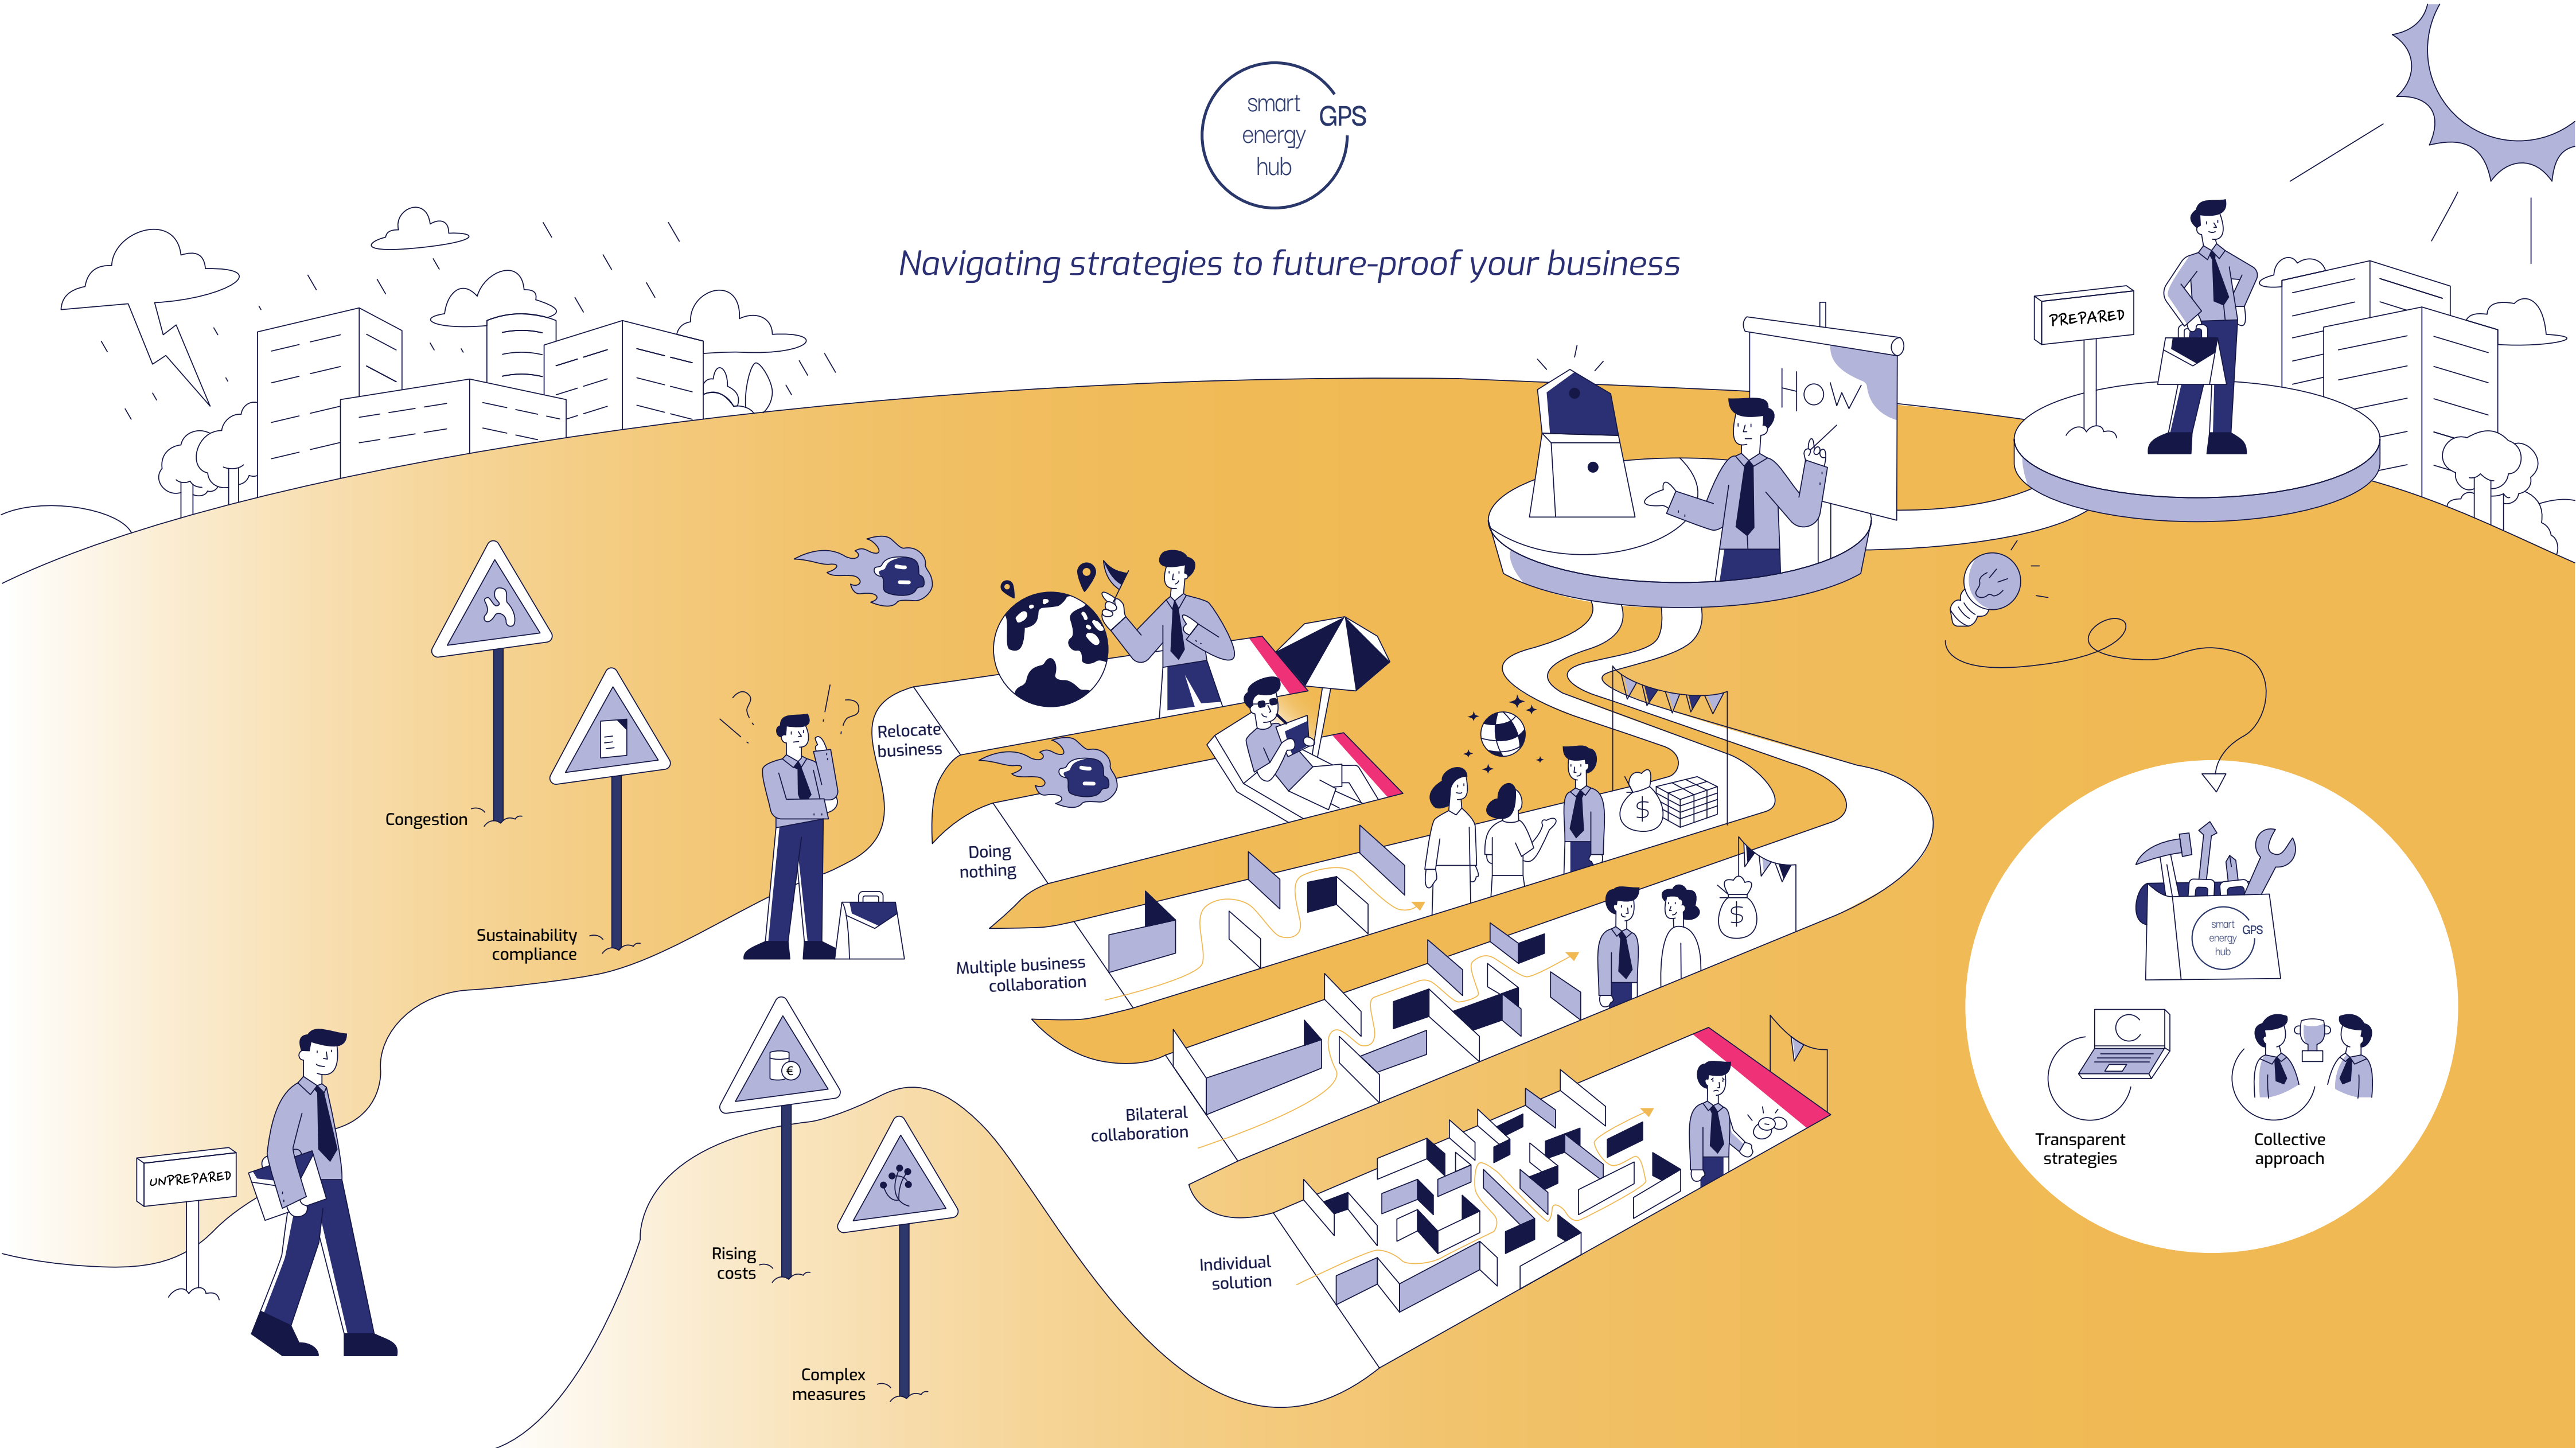 smart
energy
hub
GPS
Navigating strategies to future-proof your business
PREPARED
HOW
Congestion
Sustainability
compliance
Relocate
business
Doing
nothing
Multiple business
collaboration
Bilateral
collaboration
Individual
solution
UNPREPARED
Rising
costs
€
Complex
measures
$
$
smart
energy
hub
GPS
Transparent
strategies
Collective
approach